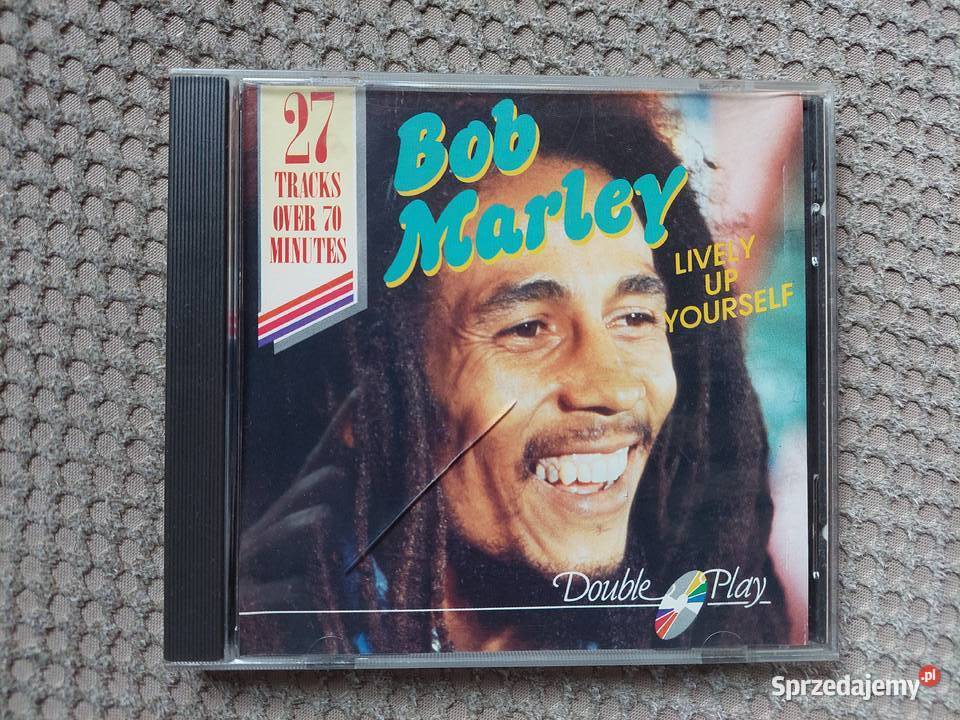 27
TRACKS
OVER 70
MINUTES
Bob
Marley
LIVELY
UP
YOURSELF
Double Play
Sprzedajemy.pl